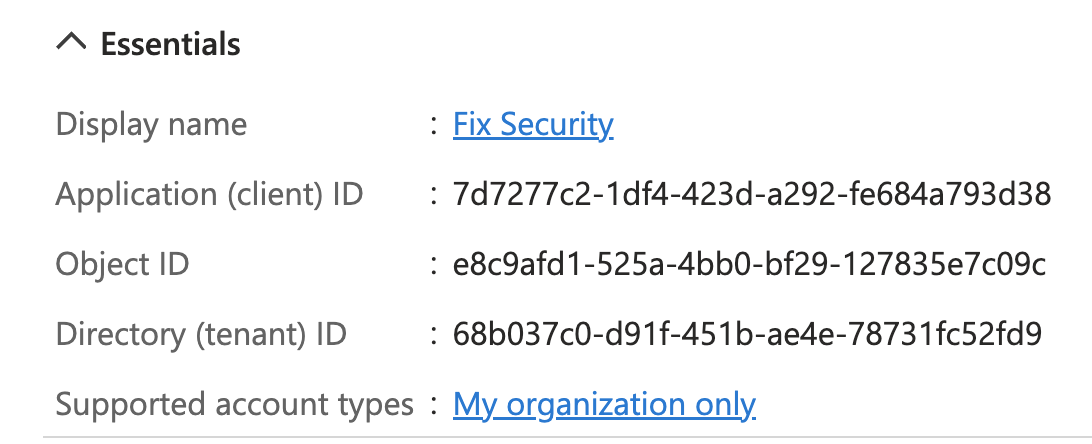 Essentials
Display name : Fix Security
Application (client) ID : 7d7277c2-1df4-423d-a292-fe684a793d38
Object ID : e8c9afd1-525a-4bb0-bf29-127835e7c09c
Directory (tenant) ID : 68b037c0-d91f-451b-ae4e-78731fc52fd9
Supported account types : My organization only